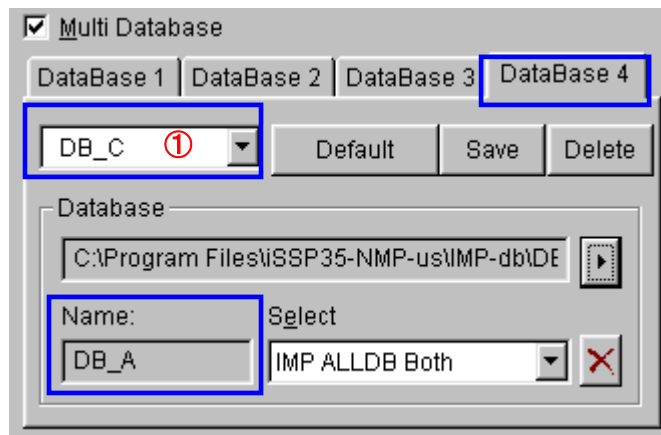 Multi Database
DataBase 1 DataBase 2 DataBase 3 DataBase 4
DB_C ① Default Save Delete
Database
C:\Program Files\iSSP35-NMP-us\IMP-db\DE
Name: Select
DB_A IMP ALLDB Both